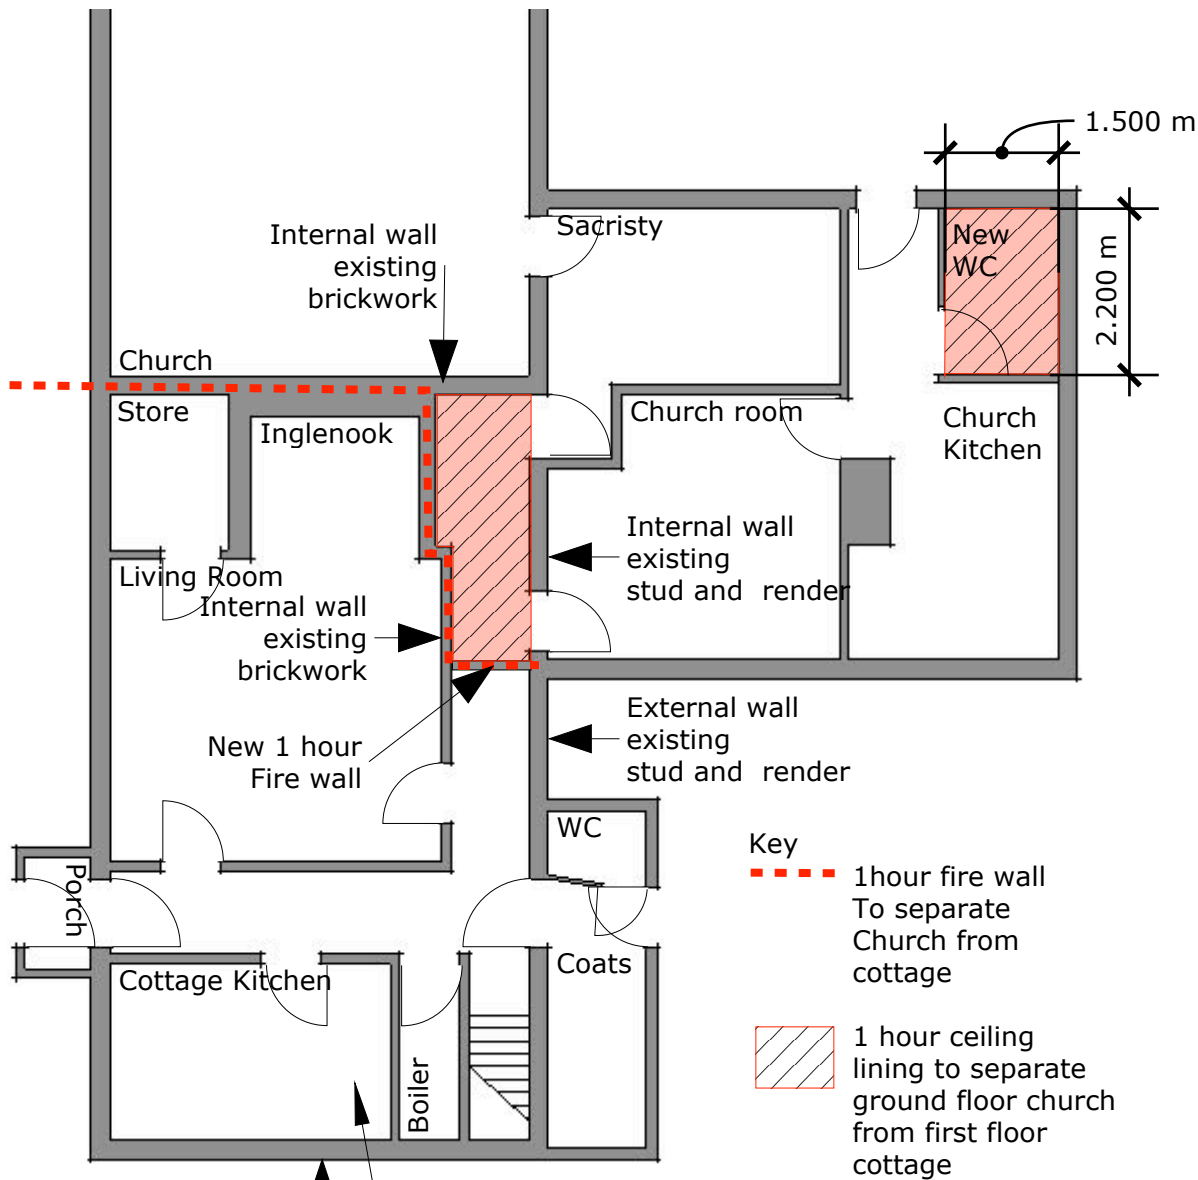 1.500 m
Sacristy
New
WC
2.200 m
Internal wall
existing
brickwork
Church
Store
Inglenook
Church room
Church
Kitchen
Internal wall
existing
stud and render
Living Room
Internal wall
existing
brickwork
External wall
existing
stud and render
New 1 hour
Fire wall
WC
Porch
Coats
Cottage Kitchen
Boiler
Key
1hour fire wall
To separate
Church from
cottage
1 hour ceiling
lining to separate
ground floor church
from first floor
cottage